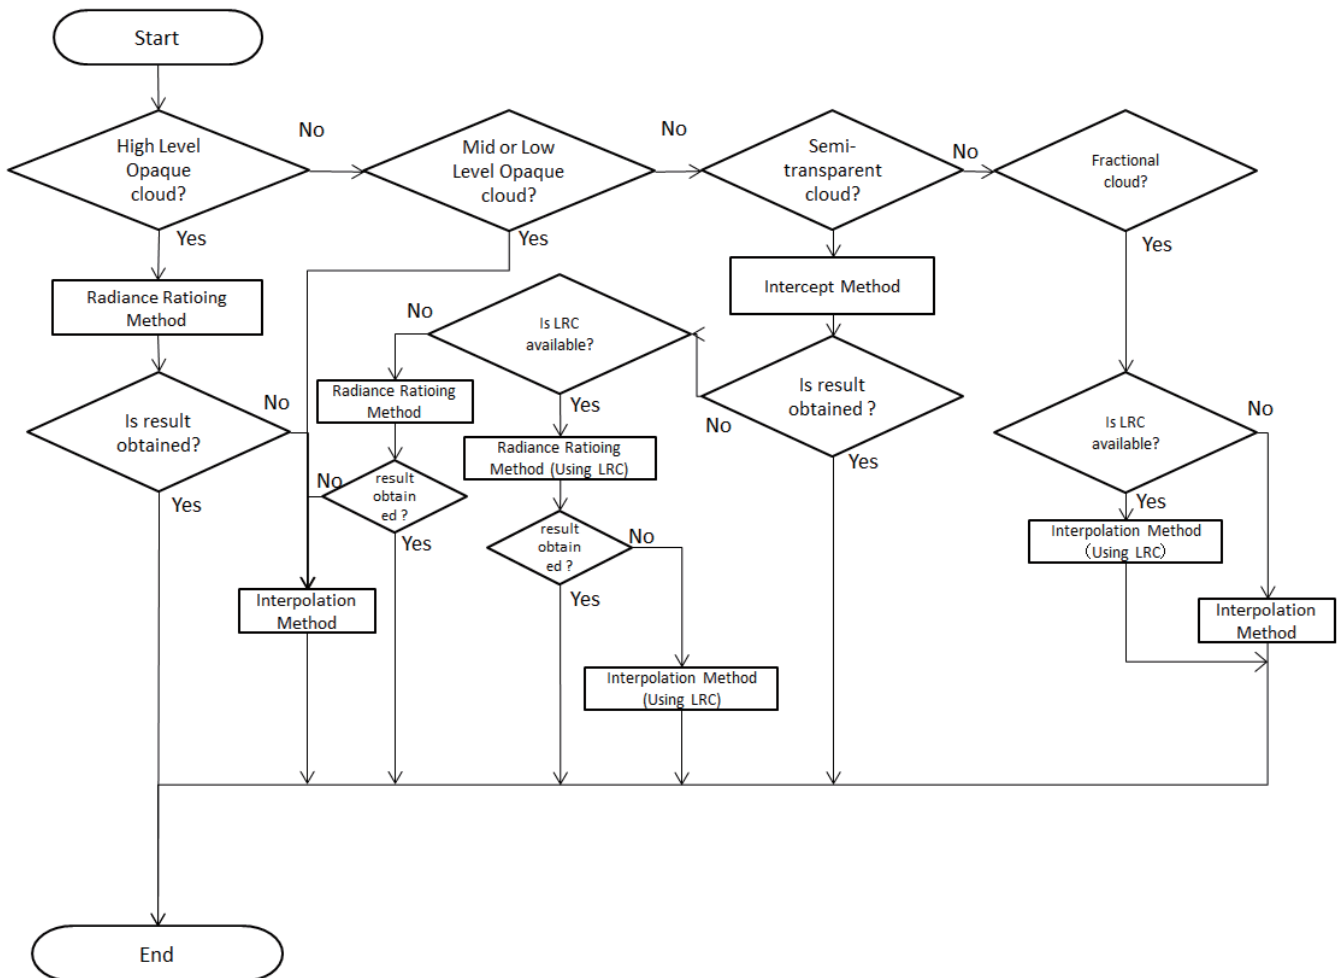 Start
High Level
Opaque
cloud?
No
Mid or Low
Level Opaque
cloud?
No
Semi-
transparent
cloud?
No
Fractional
cloud?
Yes
Yes
Yes
Yes
Radiance Ratioing
Method
Intercept Method
No
Is LRC
available?
Is result
obtained?
No
Radiance Ratioing
Method
Yes
Is result
obtained ?
No
Is LRC
available?
No
Yes
No
result
obtain
ed ?
Radiance Ratioing
Method (Using LRC)
Yes
Yes
Yes
result
obtain
ed ?
No
Interpolation Method
(Using LRC)
Interpolation
Method
Yes
Interpolation
Method
Interpolation Method
(Using LRC)
End